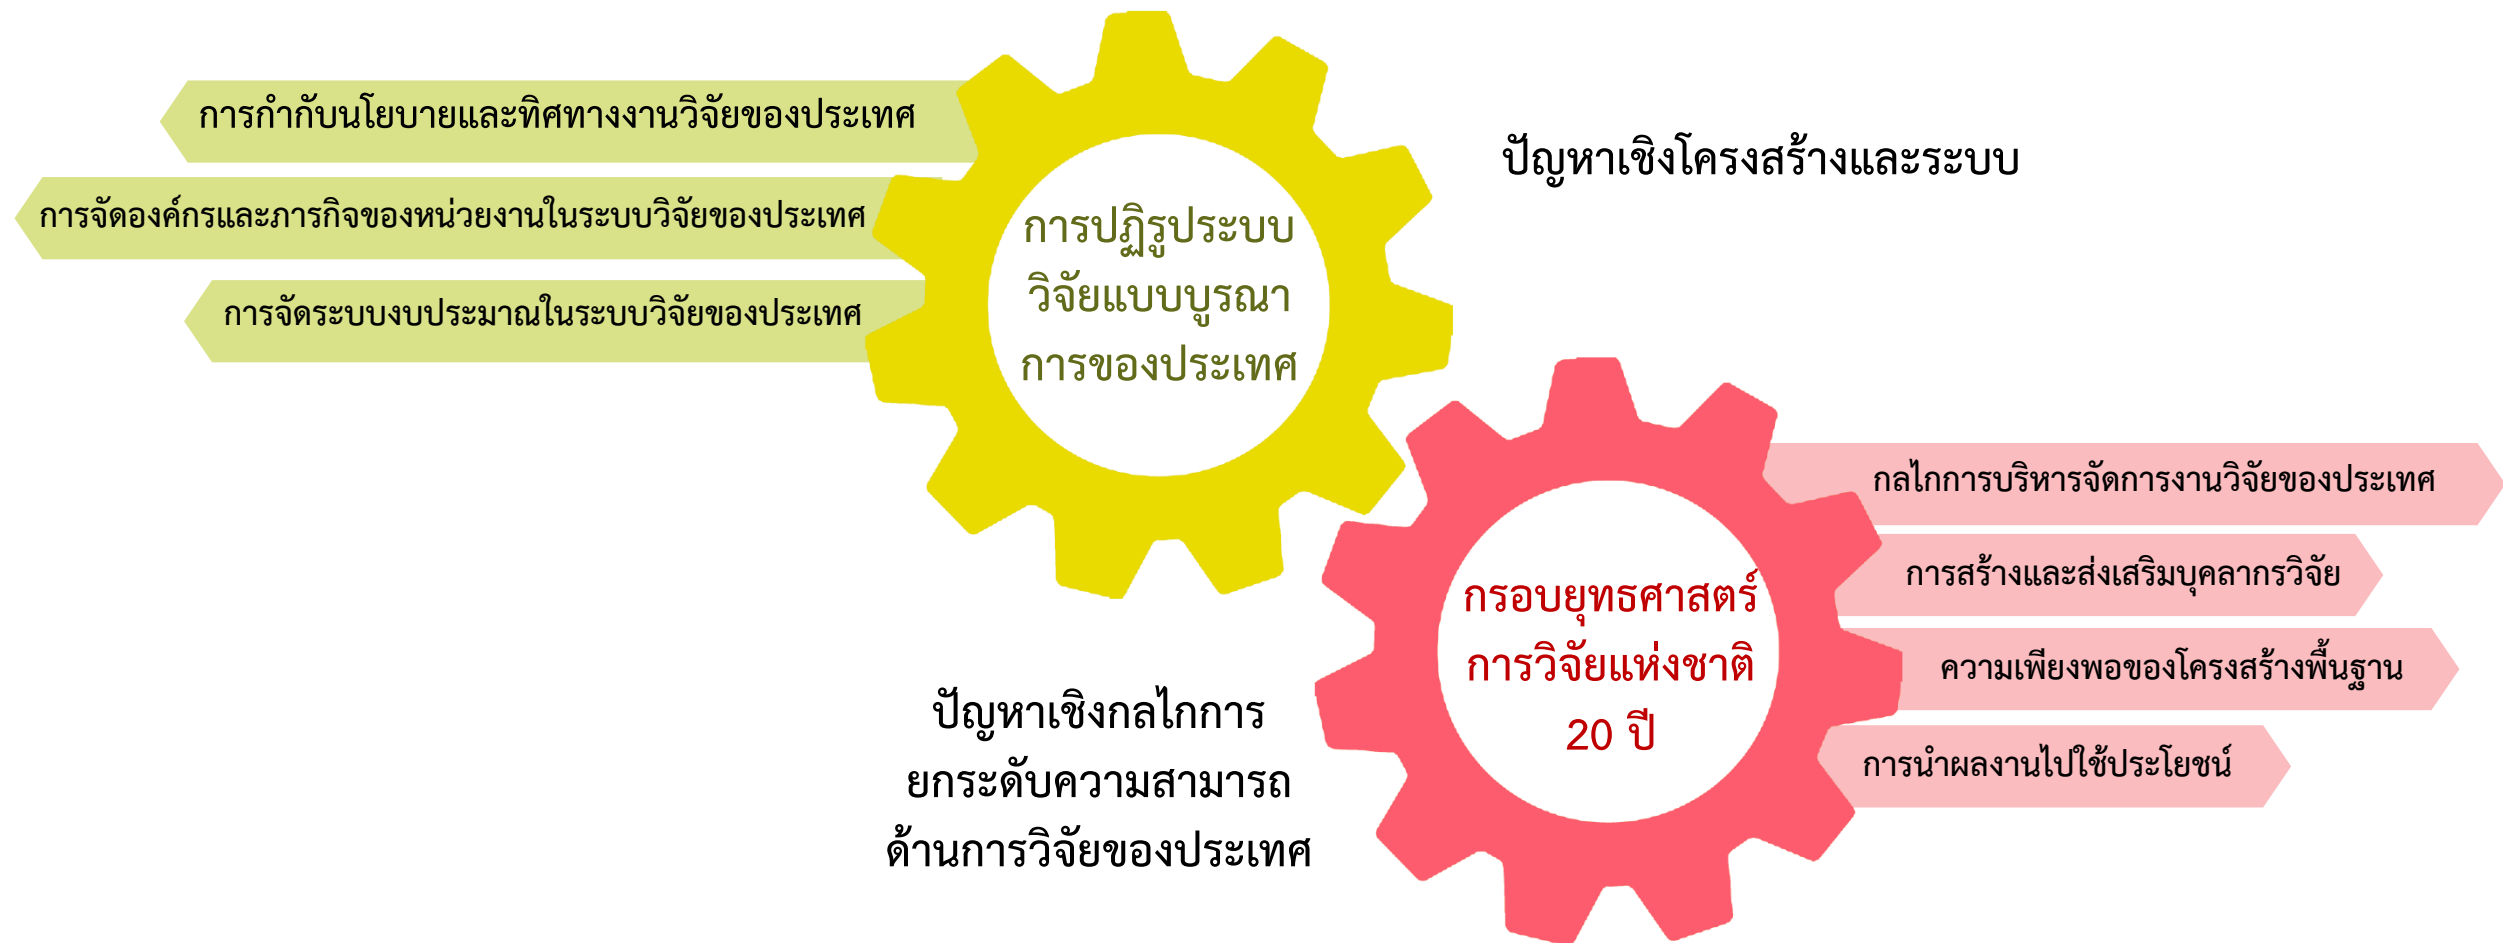 การกำกับนโยบายและทิศทางงานวิจัยของประเทศ
การจัดองค์กรและภารกิจของหน่วยงานในระบบวิจัยของประเทศ
การจัดระบบงบประมาณในระบบวิจัยของประเทศ
การปฏิรูประบบ
วิจัยแบบบูรณา
การของประเทศ
ปัญหาเชิงโครงสร้างและระบบ
ปัญหาเชิงกลไกการ
ยกระดับความสามารถ
ด้านการวิจัยของประเทศ
กรอบยุทธศาสตร์
การวิจัยแห่งชาติ
20 ปี
กลไกการบริหารจัดการงานวิจัยของประเทศ
การสร้างและส่งเสริมบุคลากรวิจัย
ความเพียงพอของโครงสร้างพื้นฐาน
การนำผลงานไปใช้ประโยชน์